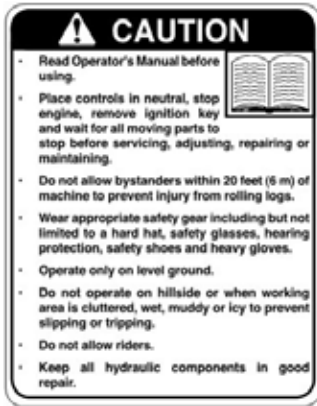 CAUTION
· Read Operator's Manual before
using.
· Place controls in neutral, stop
engine, remove ignition key
and wait for all moving parts to
stop before servicing, adjusting, repairing or
maintaining.
· Do not allow bystanders within 20 feet (6 m) of
machine to prevent injury from rolling logs.
· Wear appropriate safety gear including but not
limited to a hard hat, safety glasses, hearing
protection, safety shoes and heavy gloves.
· Operate only on level ground.
· Do not operate on hillside or when working
area is cluttered, wet, muddy or icy to prevent
slipping or tripping.
· Do not allow riders.
· Keep all hydraulic components in good
repair.